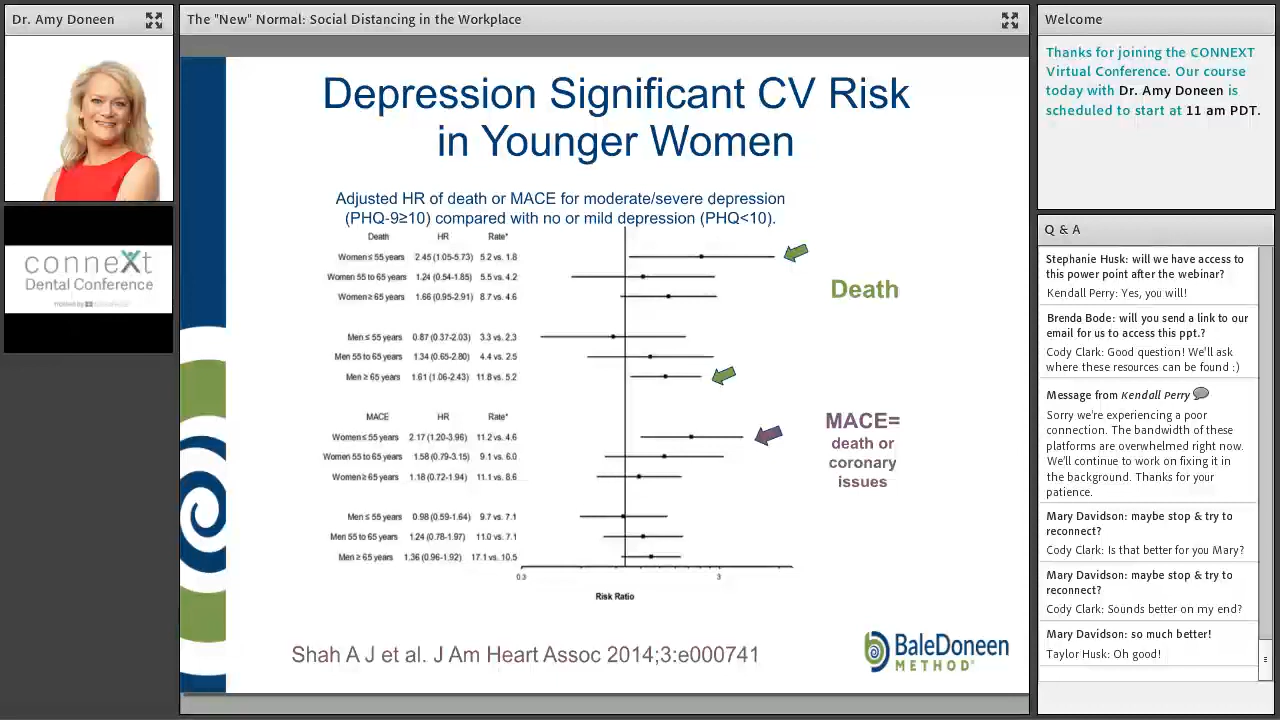 Dr. Amy Doneen
The "New" Normal: Social Distancing in the Workplace
Welcome
Thanks for joining the CONNEXT
Virtual Conference. Our course
today with Dr. Amy Doneen is
scheduled to start at 11 am PDT.
conneXt
Dental Conference
Depression Significant CV Risk
in Younger Women
Adjusted HR of death or MACE for moderate/severe depression
(PHQ-9≥10) compared with no or mild depression (PHQ<10).
Death HR Rate*
Women ≤ 55 years 2.45 (1.05-5.73) 5.2 vs. 1.8
Women 55 to 65 years 1.24 (0.54-1.85) 5.5 vs. 4.2
Women ≥ 65 years 1.66 (0.95-2.91) 8.7 vs. 4.6
Men ≤ 55 years 0.87 (0.37-2.03) 3.3 vs. 2.3
Men 55 to 65 years 1.34 (0.65-2.80) 4.4 vs. 2.5
Men ≥ 65 years 1.61 (1.06-2.43) 11.8 vs. 5.2
Death
MACE HR Rate*
Women ≤ 55 years 2.17 (1.20-3.96) 11.2 vs. 4.6
Women 55 to 65 years 1.58 (0.79-3.15) 9.1 vs. 6.0
Women ≥ 65 years 1.18 (0.72-1.94) 11.1 vs. 8.6
Men ≤ 55 years 0.98 (0.59-1.64) 9.7 vs. 7.1
Men 55 to 65 years 1.24 (0.78-1.97) 11.0 vs. 7.1
Men ≥ 65 years 1.36 (0.96-1.92) 17.1 vs. 10.5
MACE=
death or
coronary
issues
0.3 3
Risk Ratio
Shah A J et al. J Am Heart Assoc 2014;3:e000741
BaleDoneen
METHOD®
Q & A
Stephanie Husk: will we have access to
this power point after the webinar?
Kendall Perry: Yes, you will!
Brenda Bode: will you send a link to our
email for us to access this ppt.?
Cody Clark: Good question! We'll ask
where these resources can be found :)
Message from Kendall Perry
Sorry we're experiencing a poor
connection. The bandwidth of these
platforms are overwhelmed right now.
We'll continue to work on fixing it in
the background. Thanks for your
patience.
Mary Davidson: maybe stop & try to
reconnect?
Cody Clark: Is that better for you Mary?
Mary Davidson: maybe stop & try to
reconnect?
Cody Clark: Sounds better on my end?
Mary Davidson: so much better!
Taylor Husk: Oh good!